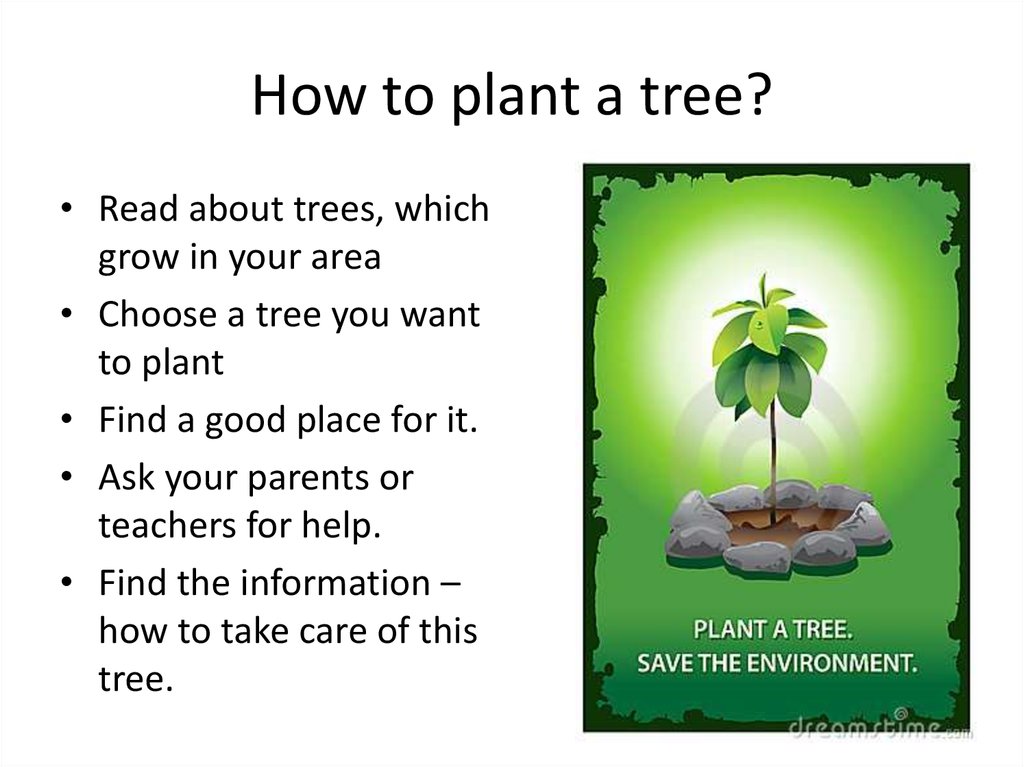 How to plant a tree?
• Read about trees, which
grow in your area
• Choose a tree you want
to plant
• Find a good place for it.
• Ask your parents or
teachers for help.
• Find the information –
how to take care of this
tree.
PLANT A TREE.
SAVE THE ENVIRONMENT.
dreamstime.com